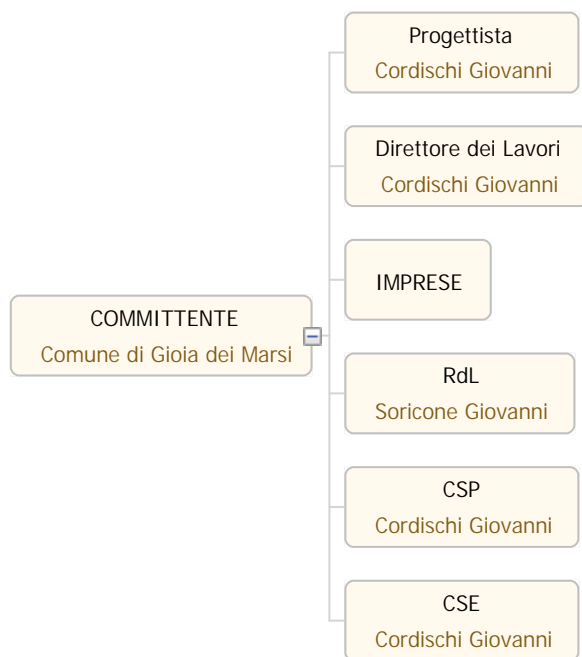 Progettista
Cordischi Giovanni
Direttore dei Lavori
Cordischi Giovanni
IMPRESE
COMMITTENTE
Comune di Gioia dei Marsi
RdL
Soricone Giovanni
CSP
Cordischi Giovanni
CSE
Cordischi Giovanni